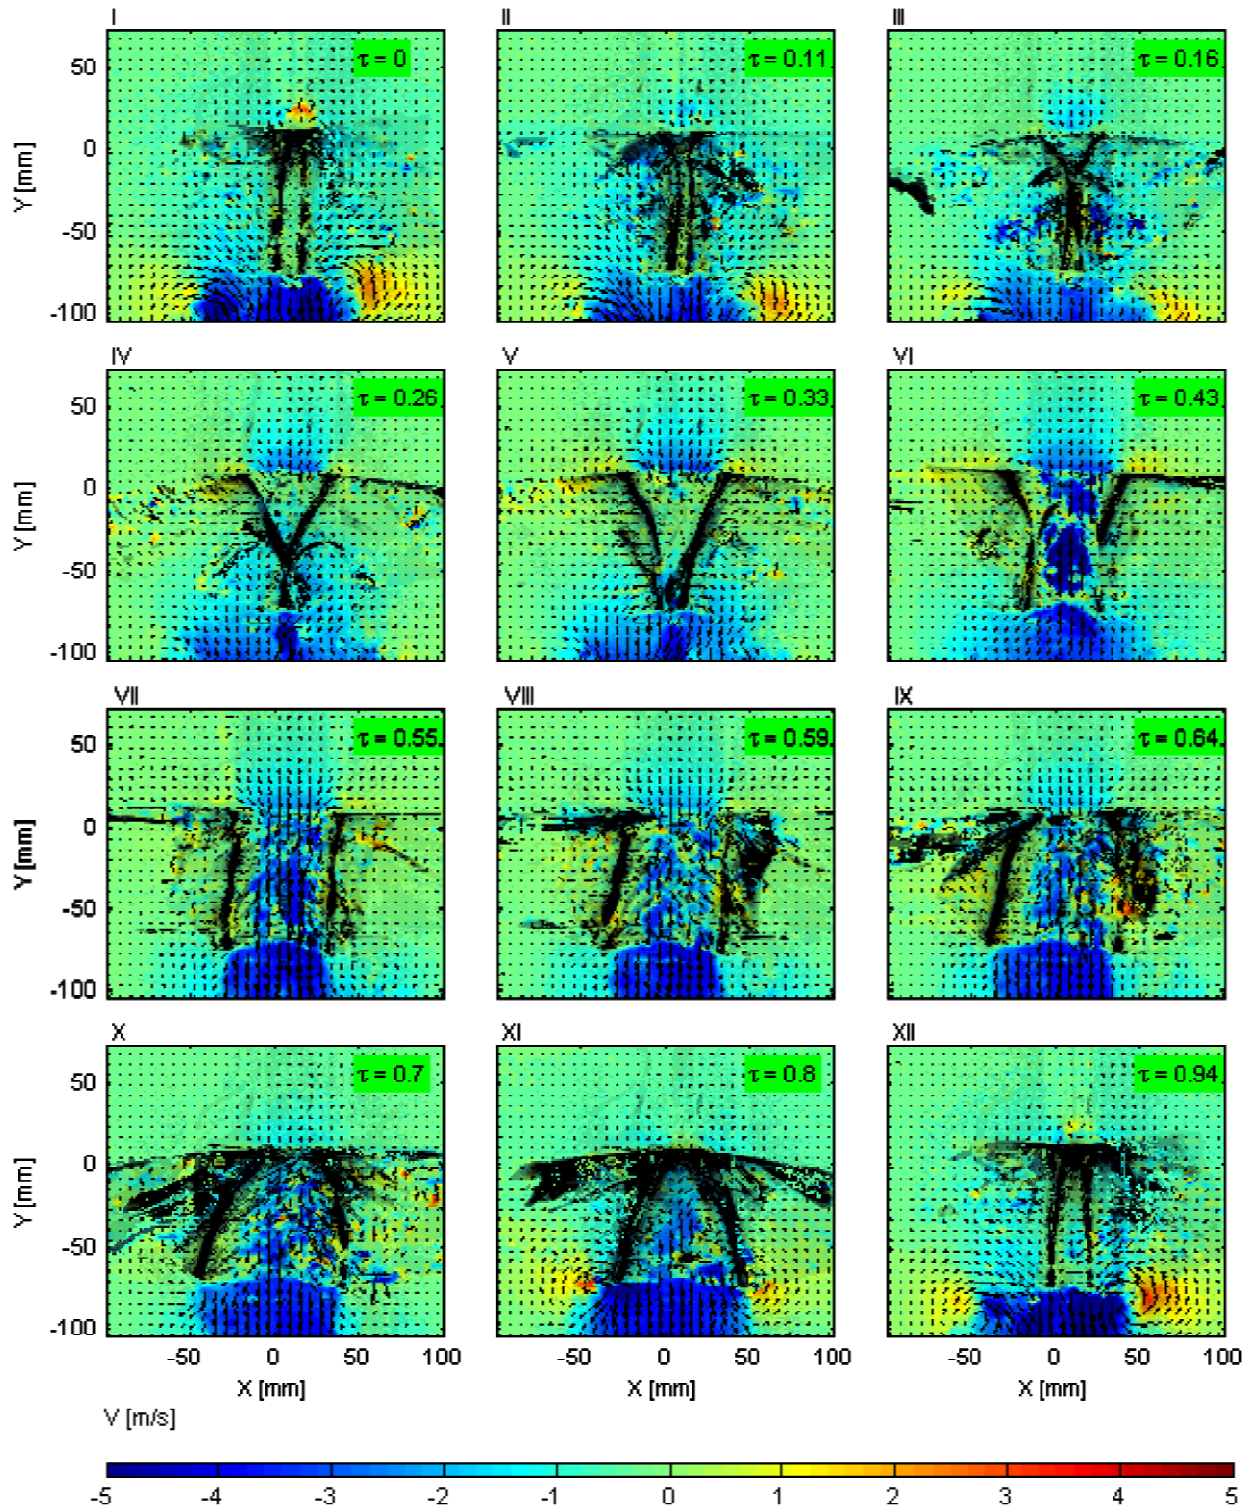 I II III
τ = 0 τ = 0.11 τ = 0.16
50
0
-50
-100
Y [mm]
IV V VI
τ = 0.26 τ = 0.33 τ = 0.43
50
0
-50
-100
Y [mm]
VII VIII IX
τ = 0.55 τ = 0.59 τ = 0.64
50
0
-50
-100
Y [mm]
X XI XII
τ = 0.7 τ = 0.8 τ = 0.94
50
0
-50
-100
Y [mm]
-50 0 50 100 -50 0 50 100 -50 0 50 100
X [mm] X [mm] X [mm]
V [m/s]
-5 -4 -3 -2 -1 0 1 2 3 4 5